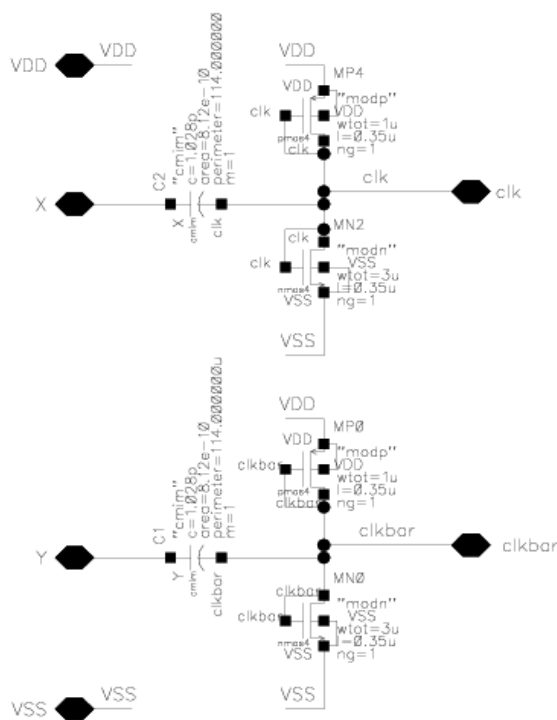 VDD
VDD
VDD
MP4
VDD
"modp"
clk
VDD
wtot=1u
pmos4
l=0.35u
clk
ng=1
C2
"cmim"
c=1.028p
area=8.12e-10
perimeter=114.000000
m=1
X
X
cmim
clk
clk
clk
MN2
clk
"modn"
clk
VSS
wtot=3u
nmos4
l=0.35u
VSS
ng=1
VSS
VDD
MP0
VDD
"modp"
clkbar
VDD
wtot=1u
pmos4
l=0.35u
clkbar
ng=1
C1
"cmim"
c=1.028p
area=8.12e-10
perimeter=114.000000u
m=1
Y
Y
cmim
clkbar
clkbar
clkbar
MN0
clkbar
"modn"
clkbar
VSS
wtot=3u
nmos4
l=0.35u
VSS
ng=1
VSS
VSS
VSS